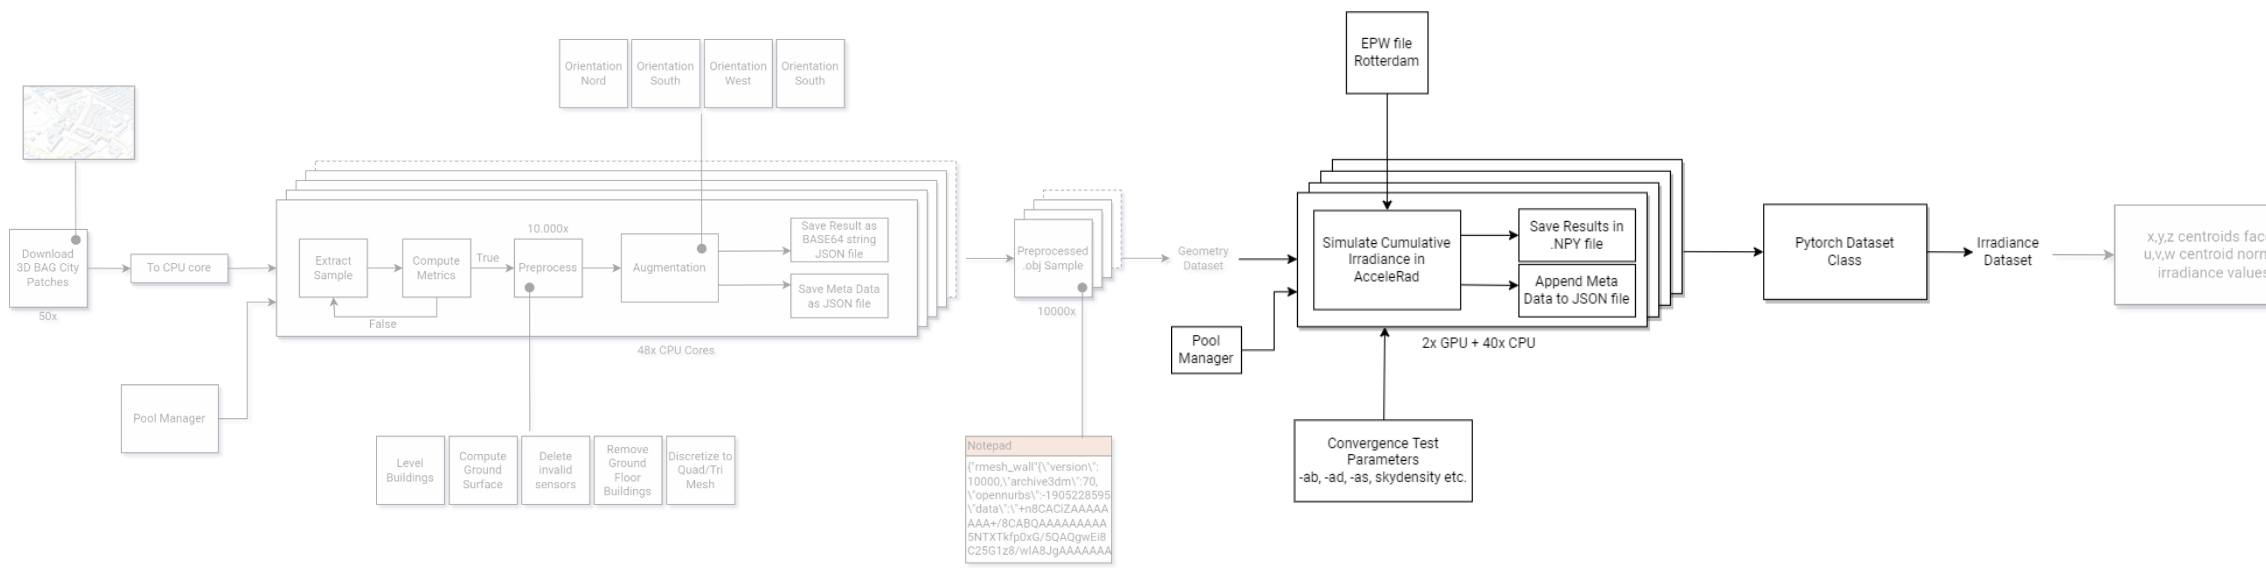 EPW file
Rotterdam
Orientation
Nord
Orientation
South
Orientation
West
Orientation
South
Download
3D BAG City
Patches
50x
To CPU core
Pool Manager
Extract
Sample
Compute
Metrics
True
False
10.000x
Preprocess
Augmentation
Save Result as
BASE64 string
JSON file
Save Meta Data
as JSON file
48x CPU Cores
Level
Buildings
Compute
Ground
Surface
Delete
invalid
sensors
Remove
Ground
Floor
Buildings
Discretize to
Quad/Tri
Mesh
Preprocessed
.obj Sample
10000x
Notepad
{"rmesh_wall"{\"version\":
10000,\"archive3dm\":70,
\"opennurbs\":-1905228595
\"data\":\"+n8CACiZAAAAA
AAA+/8CABQAAAAAAAAA
5NTXTkfp0xG/5QAQgwEi8
C25G1z8/wIA8JgAAAAAAA
Geometry
Dataset
Pool
Manager
Simulate Cumulative
Irradiance in
AcceleRad
Save Results in
.NPY file
Append Meta
Data to JSON file
2x GPU + 40x CPU
Convergence Test
Parameters
-ab, -ad, -as, skydensity etc.
Pytorch Dataset
Class
Irradiance
Dataset
x,y,z centroids fac
u,v,w centroid norn
irradiance values